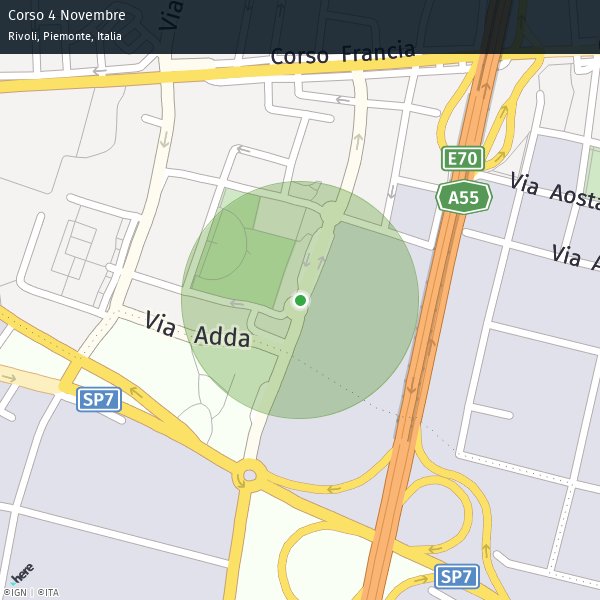 Corso 4 Novembre
Rivoli, Piemonte, Italia
Via
Corso Francia
E70
A55
Via Aosta
Via A
Via Adda
SP7
SP7
here
©IGN | ©ITA